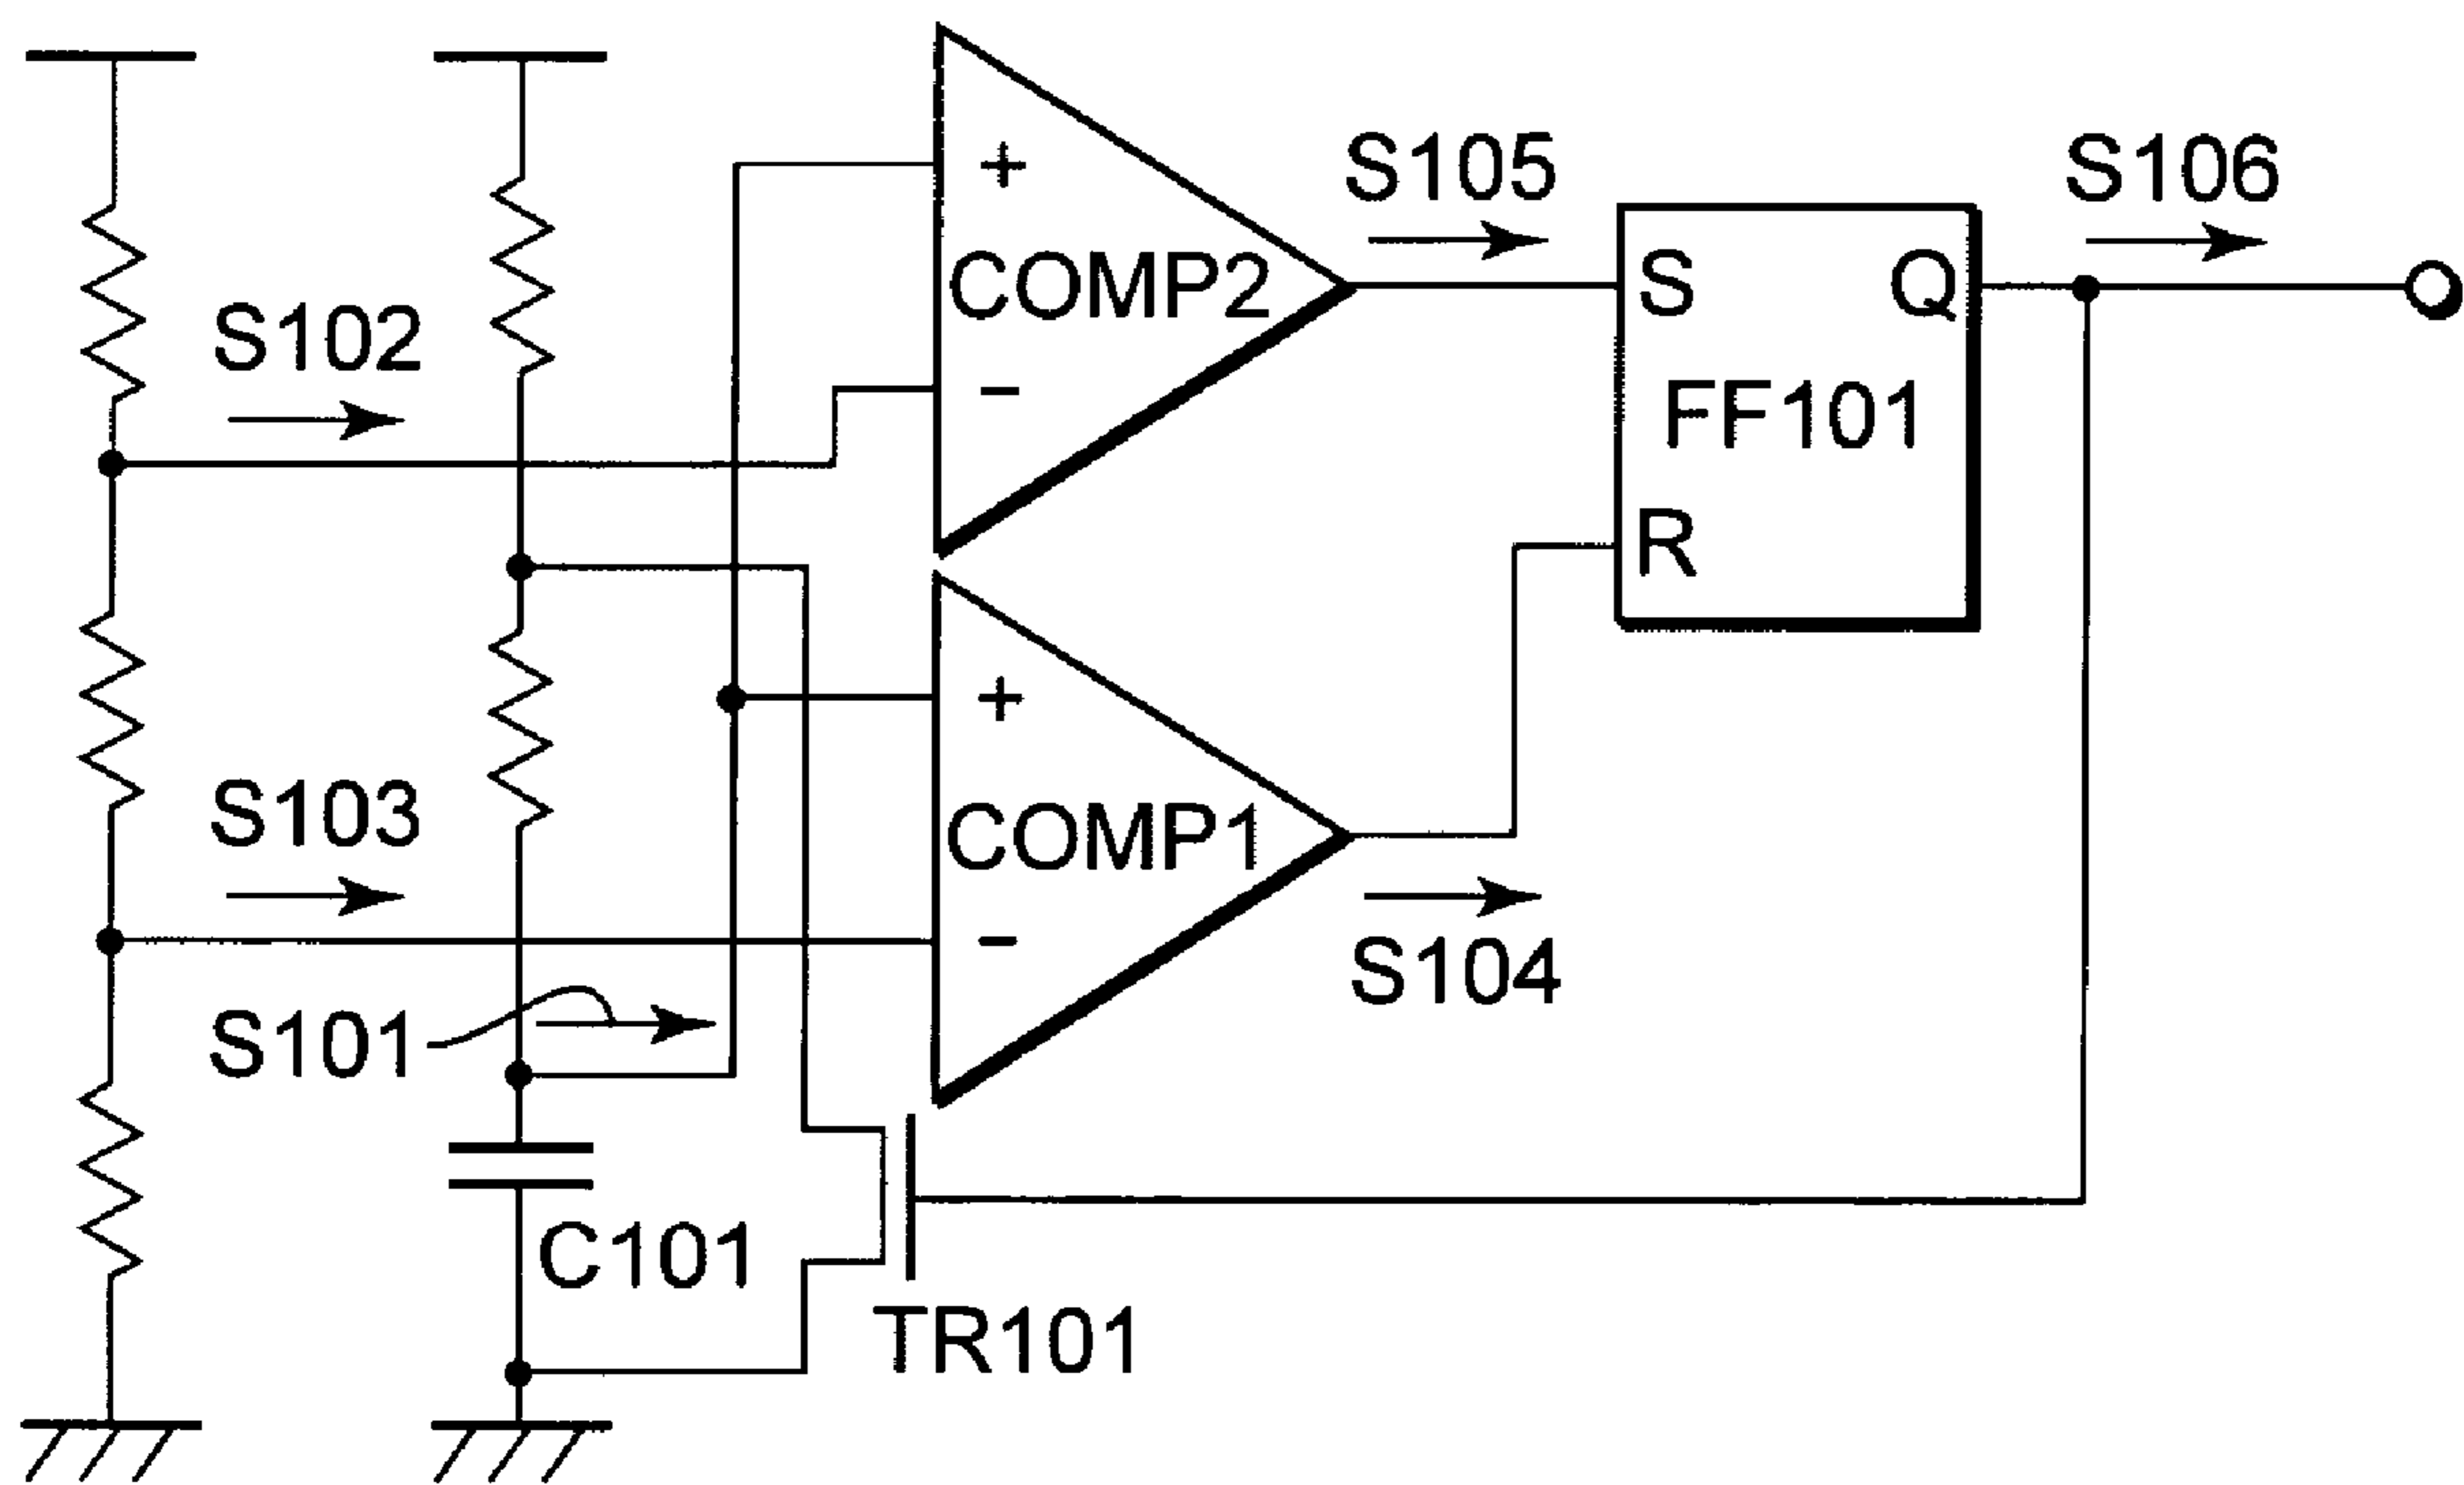 S105
S106
+
COMP2
S
Q
S102
-
FF101
R
+
S103
COMP1
-
S104
S101
C101
TR101